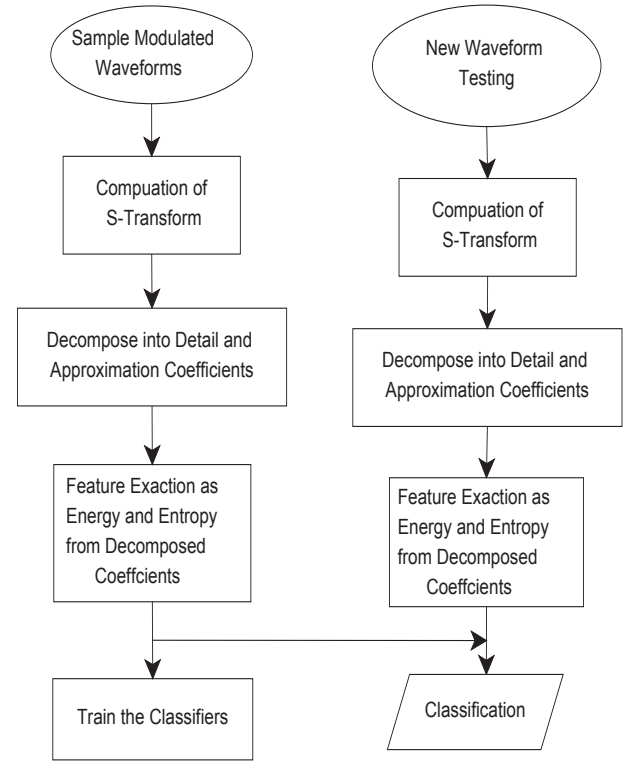 Sample Modulated
Waveforms
Compuation of
S-Transform
Decompose into Detail and
Approximation Coefficients
Feature Exaction as
Energy and Entropy
from Decomposed
Coeffcients
Train the Classifiers
New Waveform
Testing
Compuation of
S-Transform
Decompose into Detail and
Approximation Coefficients
Feature Exaction as
Energy and Entropy
from Decomposed
Coeffcients
Classification